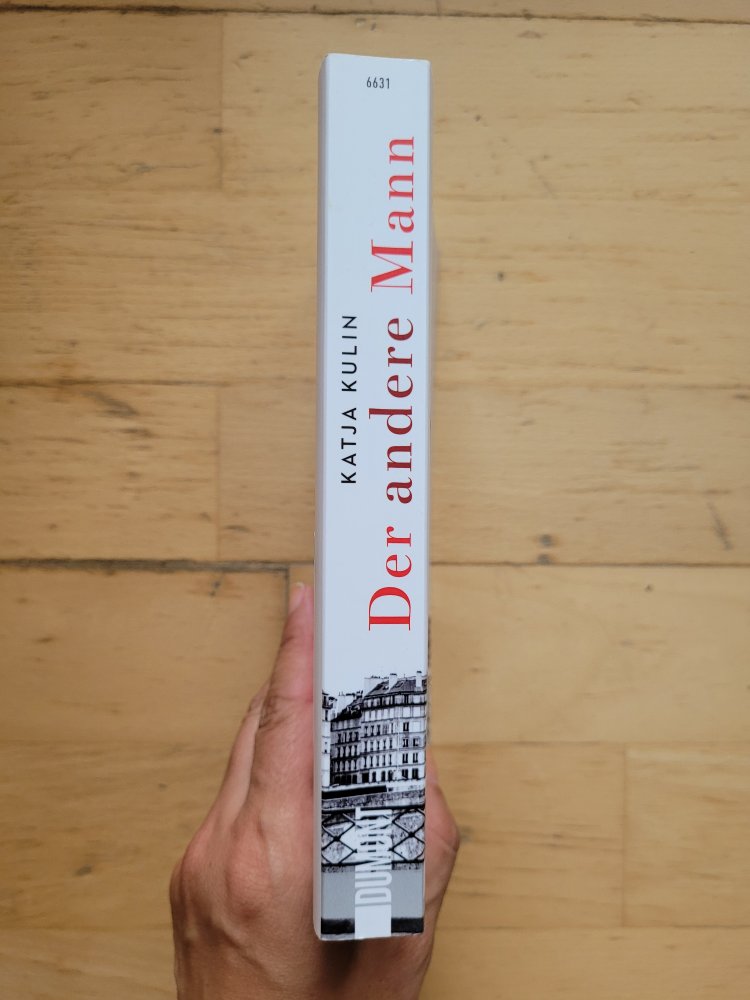 6631
KATJA KULIN
Der andere Mann
DUMONT